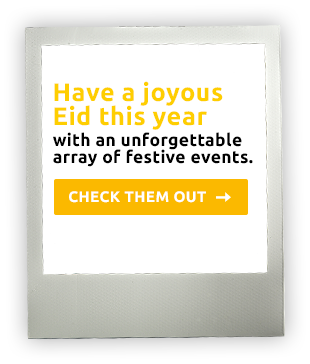 Have a joyous
Eid this year
with an unforgettable
array of festive events.
CHECK THEM OUT →